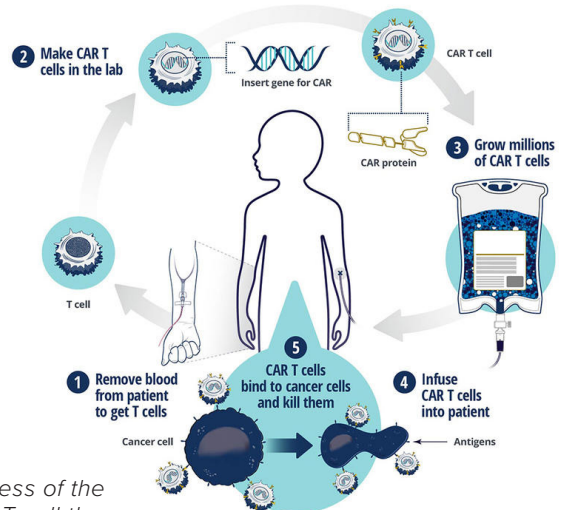 2 Make CAR T
cells in the lab
Insert gene for CAR
CAR T cell
CAR protein
3 Grow millions
of CAR T cells
T cell
1 Remove blood
from patient
to get T cells
5
CAR T cells
bind to cancer cells
and kill them
4 Infuse
CAR T cells
into patient
Cancer cell
Antigens
ess of the